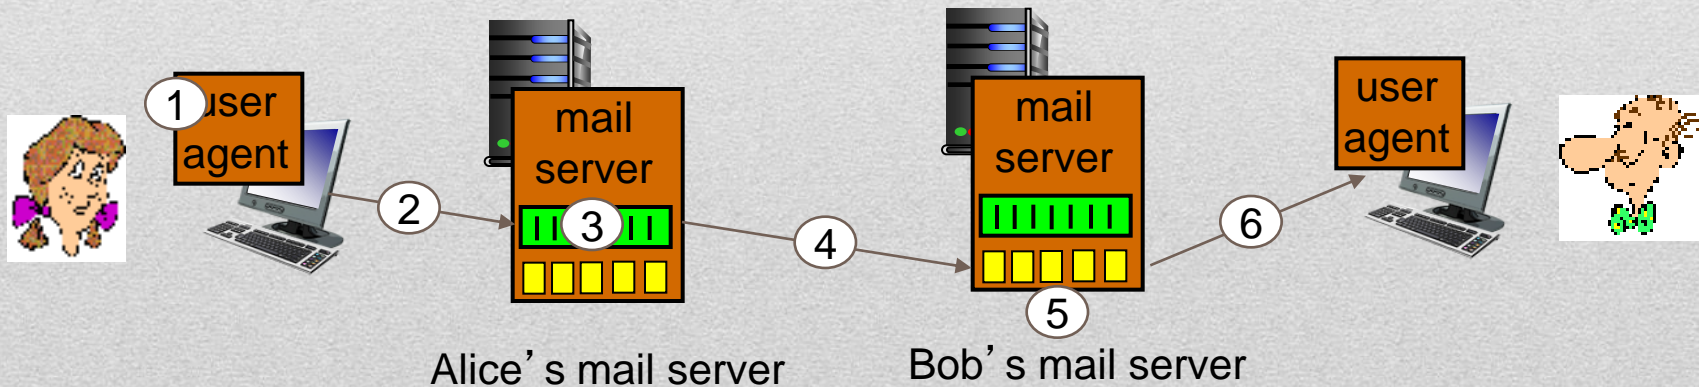 1
user
agent
2
mail
server
3
4
mail
server
5
6
user
agent
Alice’s mail server
Bob’s mail server